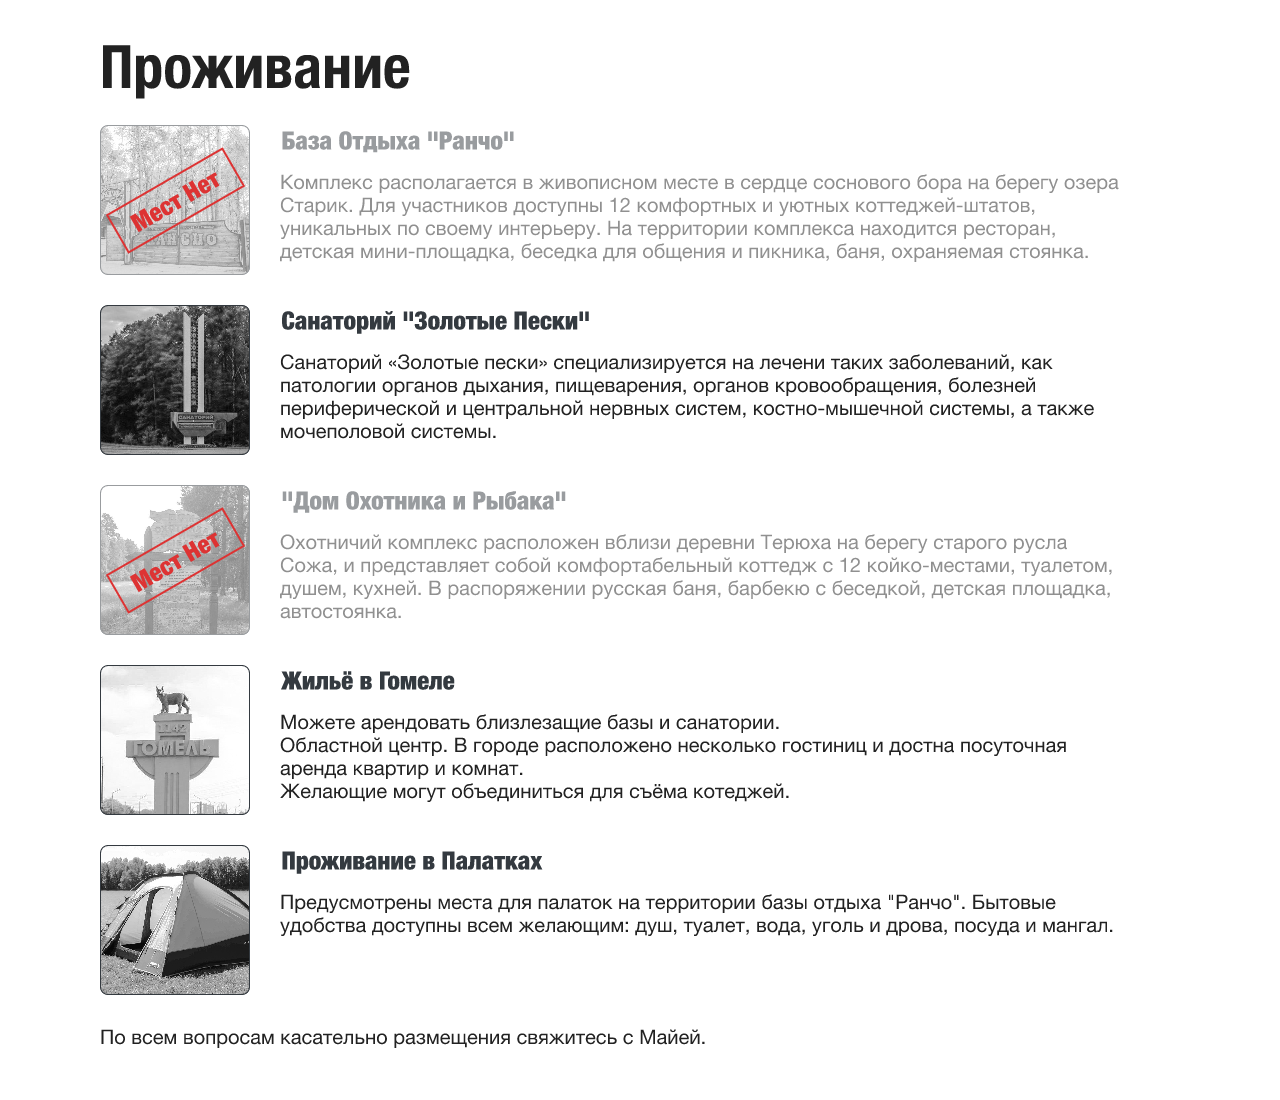 Проживание
База Отдыха "Ранчо"
Мест Нет
Комплекс располагается в живописном месте в сердце соснового бора на берегу озера
Старик. Для участников доступны 12 комфортных и уютных коттеджей-штатов,
уникальных по своему интерьеру. На территории комплекса находится ресторан,
детская мини-площадка, беседка для общения и пикника, баня, охраняемая стоянка.
Санаторий "Золотые Пески"
САНАТОРИЙ
Санаторий «Золотые пески» специализируется на лечени таких заболеваний, как
патологии органов дыхания, пищеварения, органов кровообращения, болезней
периферической и центральной нервных систем, костно-мышечной системы, а также
мочеполовой системы.
"Дом Охотника и Рыбака"
Мест Нет
Охотничий комплекс расположен вблизи деревни Терюха на берегу старого русла
Сожа, и представляет собой комфортабельный коттедж с 12 койко-местами, туалетом,
душем, кухней. В распоряжении русская баня, барбекю с беседкой, детская площадка,
автостоянка.
Жильё в Гомеле
1142
ГОМЕЛЬ
Можете арендовать близлезащие базы и санатории.
Областной центр. В городе расположено несколько гостиниц и достна посуточная
аренда квартир и комнат.
Желающие могут объединиться для съёма котеджей.
Проживание в Палатках
Предусмотрены места для палаток на территории базы отдыха "Ранчо". Бытовые
удобства доступны всем желающим: душ, туалет, вода, уголь и дрова, посуда и мангал.
По всем вопросам касательно размещения свяжитесь с Майей.